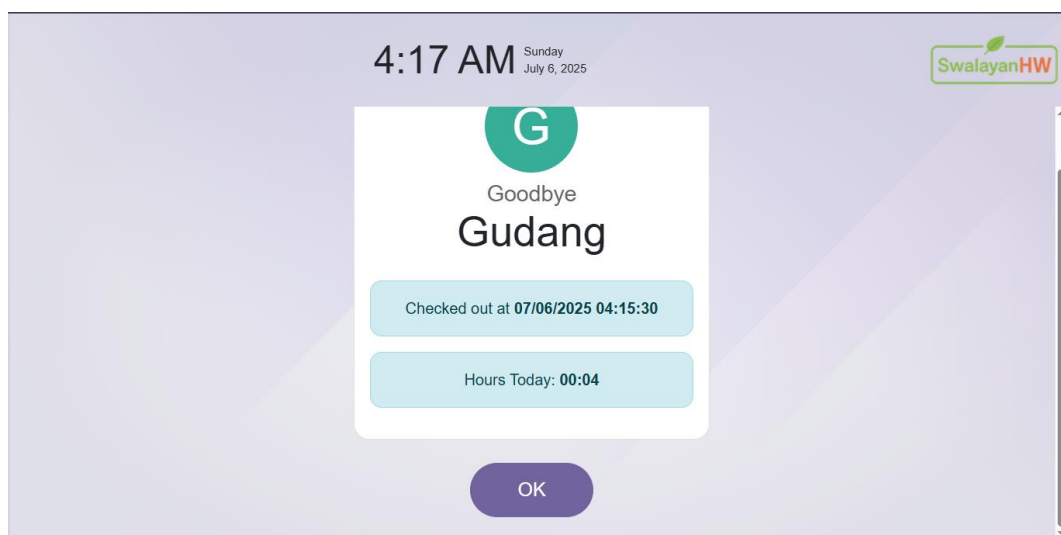 4:17 AM
Sunday
July 6, 2025
SwalayanHW
G
Goodbye
Gudang
Checked out at 07/06/2025 04:15:30
Hours Today: 00:04
OK